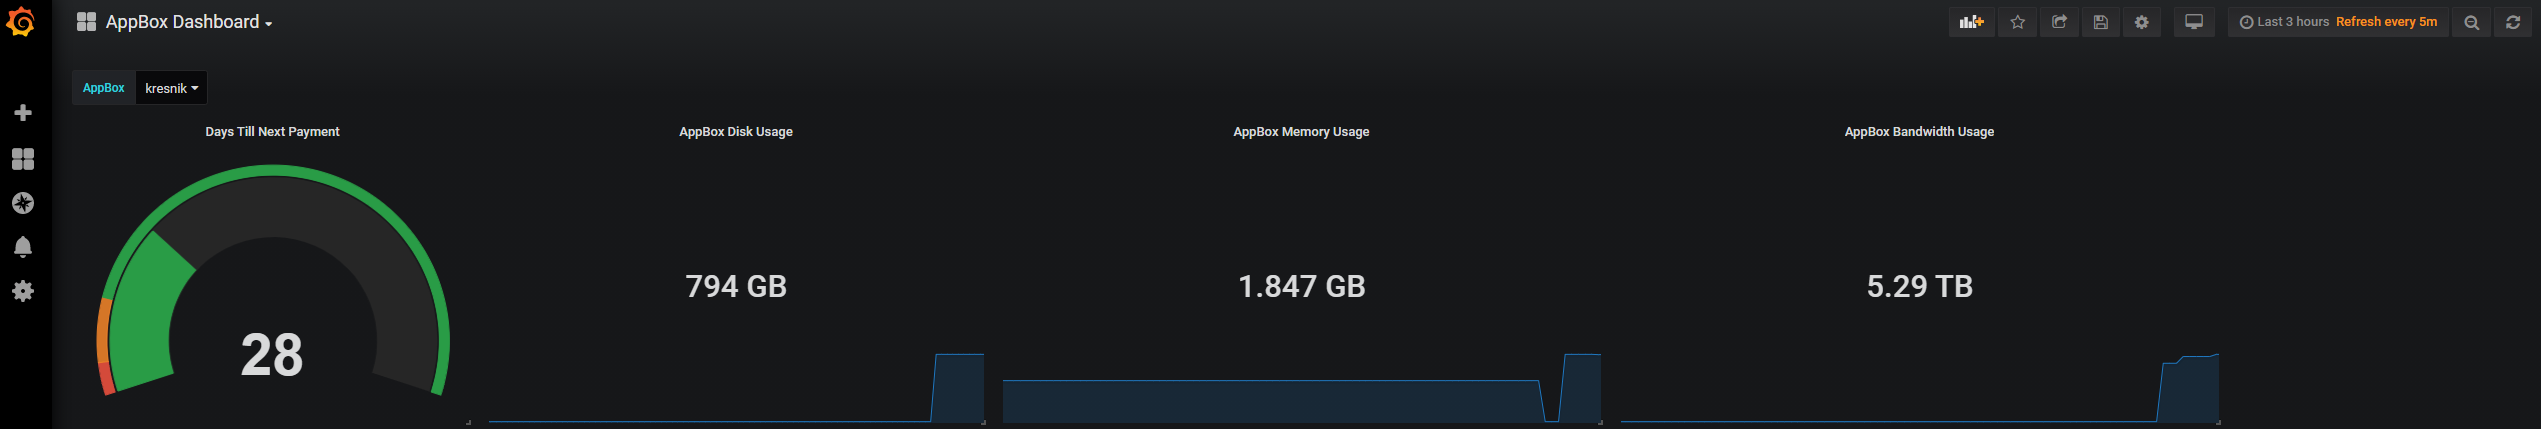 AppBox Dashboard
Last 3 hours Refresh every 5m
AppBox kresnik
Days Till Next Payment
28
AppBox Disk Usage
794 GB
AppBox Memory Usage
1.847 GB
AppBox Bandwidth Usage
5.29 TB